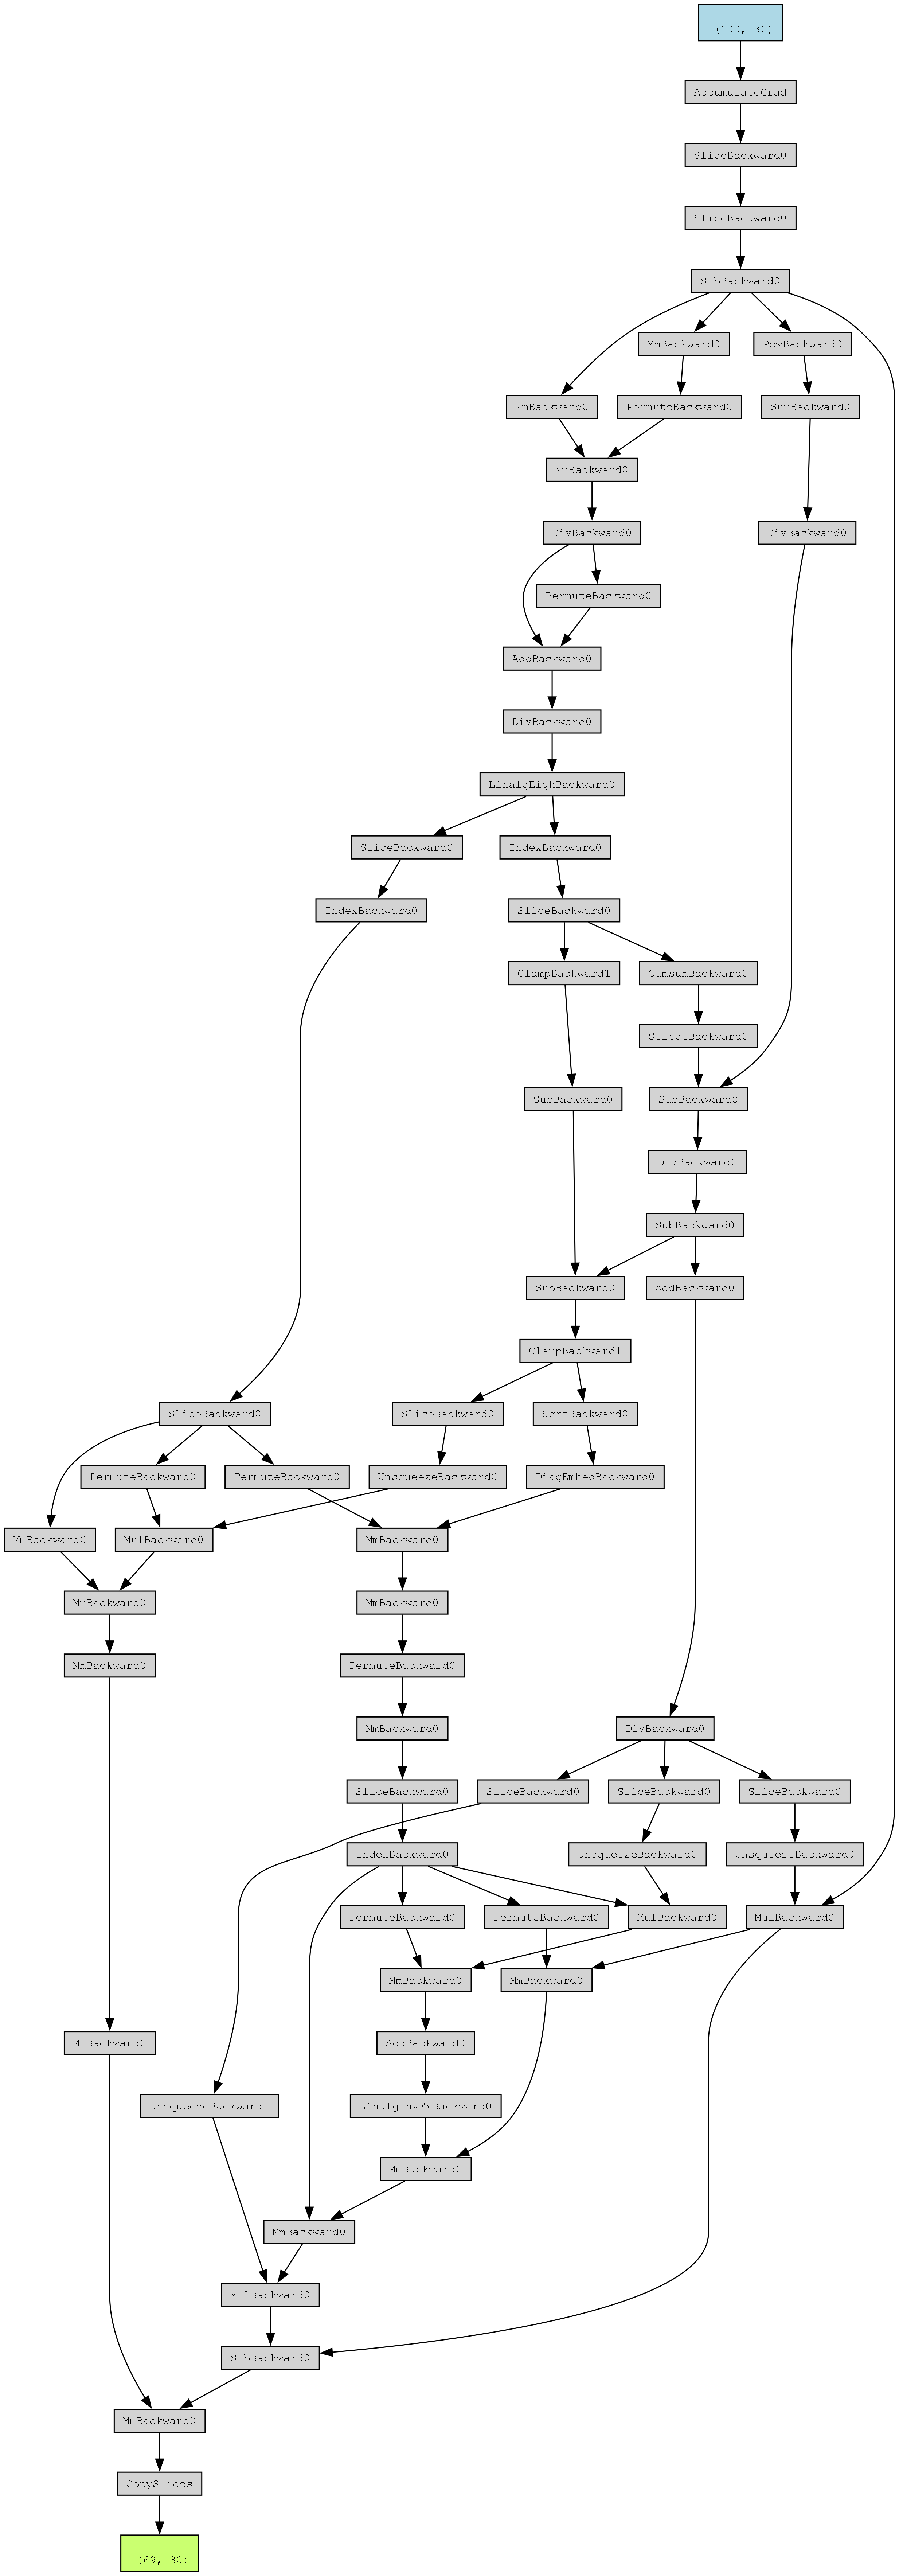 (100, 30)
AccumulateGrad
SliceBackward0
SliceBackward0
SubBackward0
MmBackward0
PowBackward0
MmBackward0
PermuteBackward0
SumBackward0
MmBackward0
DivBackward0
DivBackward0
PermuteBackward0
AddBackward0
DivBackward0
LinalgEighBackward0
SliceBackward0
IndexBackward0
IndexBackward0
SliceBackward0
ClampBackward1
CumsumBackward0
SelectBackward0
SubBackward0
SubBackward0
DivBackward0
SubBackward0
SubBackward0
AddBackward0
ClampBackward1
SliceBackward0
SliceBackward0
SqrtBackward0
PermuteBackward0
PermuteBackward0
UnsqueezeBackward0
DiagEmbedBackward0
MmBackward0
MulBackward0
MmBackward0
MmBackward0
MmBackward0
MmBackward0
PermuteBackward0
MmBackward0
DivBackward0
SliceBackward0
SliceBackward0
SliceBackward0
SliceBackward0
IndexBackward0
UnsqueezeBackward0
UnsqueezeBackward0
PermuteBackward0
PermuteBackward0
MulBackward0
MulBackward0
MmBackward0
MmBackward0
MmBackward0
AddBackward0
UnsqueezeBackward0
LinalgInvExBackward0
MmBackward0
MmBackward0
MulBackward0
SubBackward0
MmBackward0
CopySlices
(69, 30)